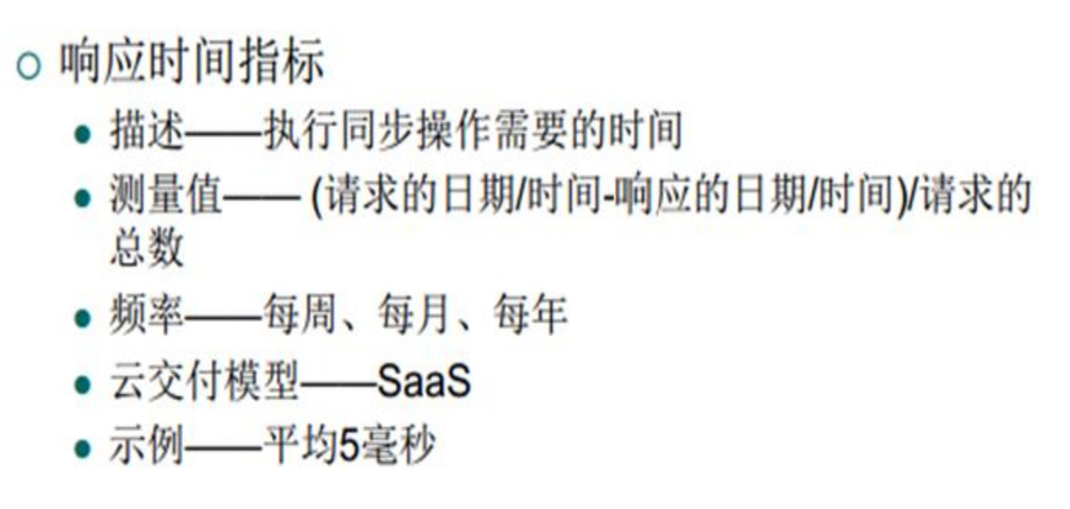 响应时间指标
描述——执行同步操作需要的时间
测量值—— (请求的日期/时间-响应的日期/时间)/请求的
总数
频率——每周、每月、每年
云交付模型——SaaS
示例——平均5毫秒